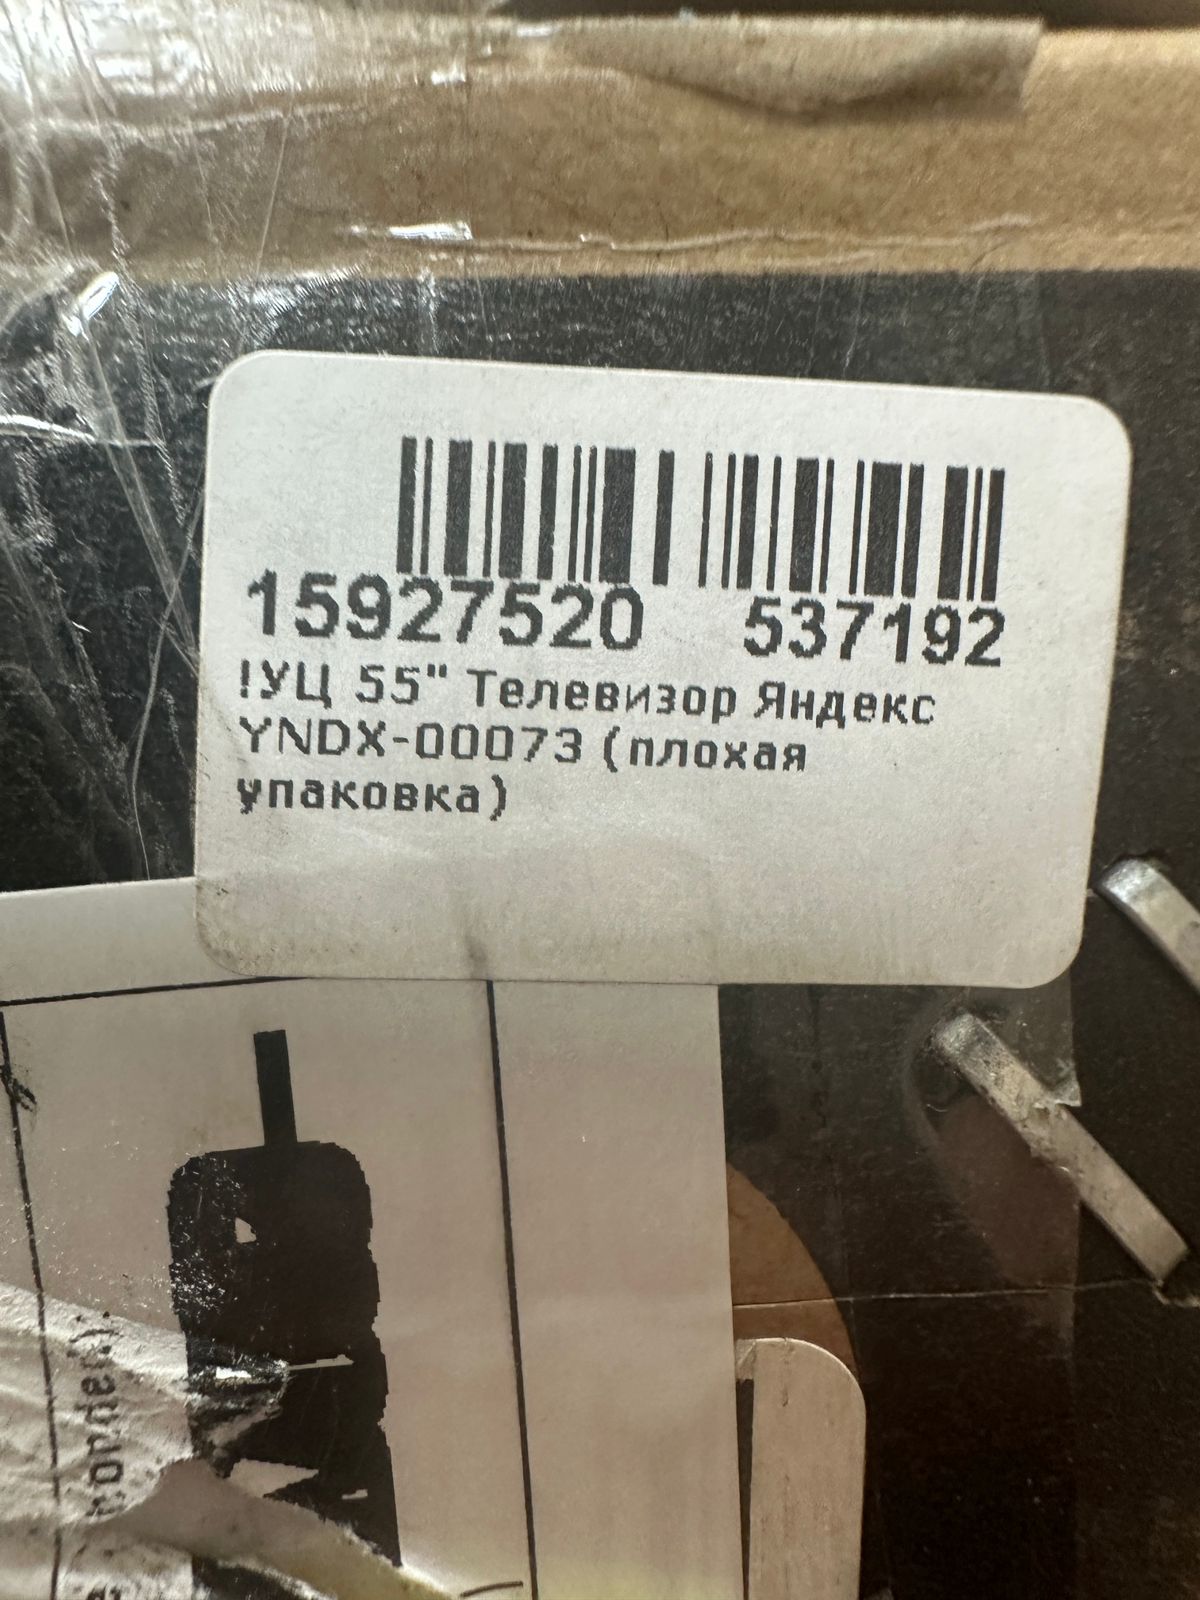 15927520 537192
!УЦ 55" Телевизор Яндекс
YNDX-00073 (плохая
упаковка)